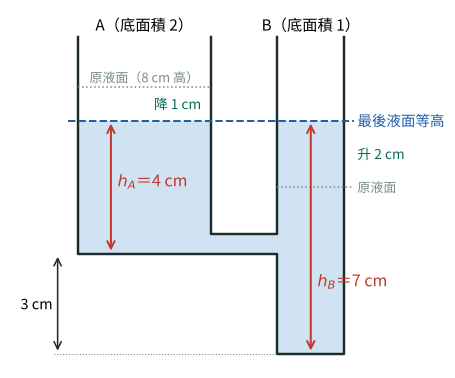 A（底面積 2） B（底面積 1）
原液面（8 cm 高）
降 1 cm
最後液面等高
升 2 cm
hA＝4 cm
原液面
hB＝7 cm
3 cm